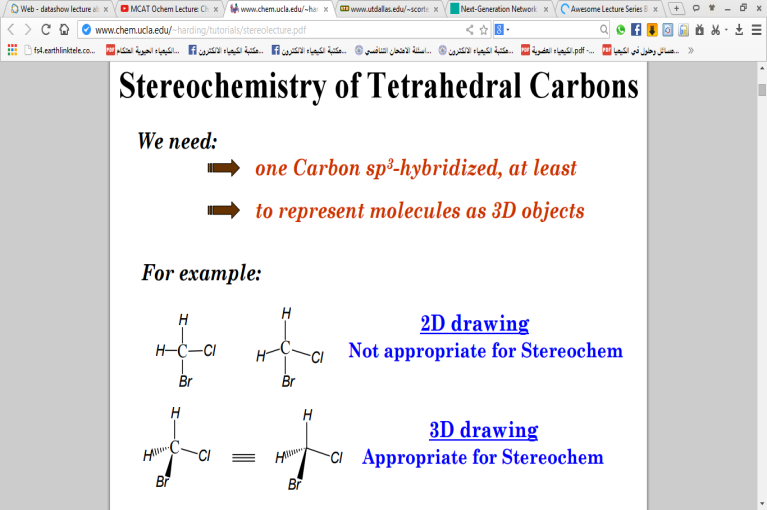 Web - datashow lecture al
MCAT Ochem Lecture: Ch
www.chem.ucla.edu/~har
www.utdallas.edu/~scorte
Next-Generation Network
Awesome Lecture Series
www.chem.ucla.edu/~harding/tutorials/stereolecture.pdf
fs4.earthlinktele.co...
...الكيمياء الحيوية
...مكتبة الكيمياء الالكترون
...مكتبة الكيمياء الالكترون
...اسئلة الامتحان التنافسي
...مكتبة الكيمياء الالكترون
الكيمياء العضوية.pdf -...
...مسائل وحلول في الكيميا
Stereochemistry of Tetrahedral Carbons
We need:
one Carbon sp³-hybridized, at least
to represent molecules as 3D objects
For example:
H
H
H C Cl
H C Cl
Br
Br
2D drawing
Not appropriate for Stereochem
H
H
H C Cl
H Cl
Br
Br
3D drawing
Appropriate for Stereochem